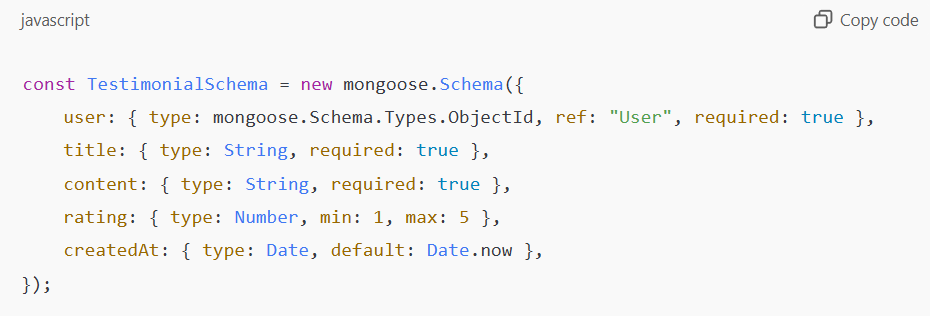 javascript
Copy code
const TestimonialSchema = new mongoose.Schema({
    user: { type: mongoose.Schema.Types.ObjectId, ref: "User", required: true },
    title: { type: String, required: true },
    content: { type: String, required: true },
    rating: { type: Number, min: 1, max: 5 },
    createdAt: { type: Date, default: Date.now },
});